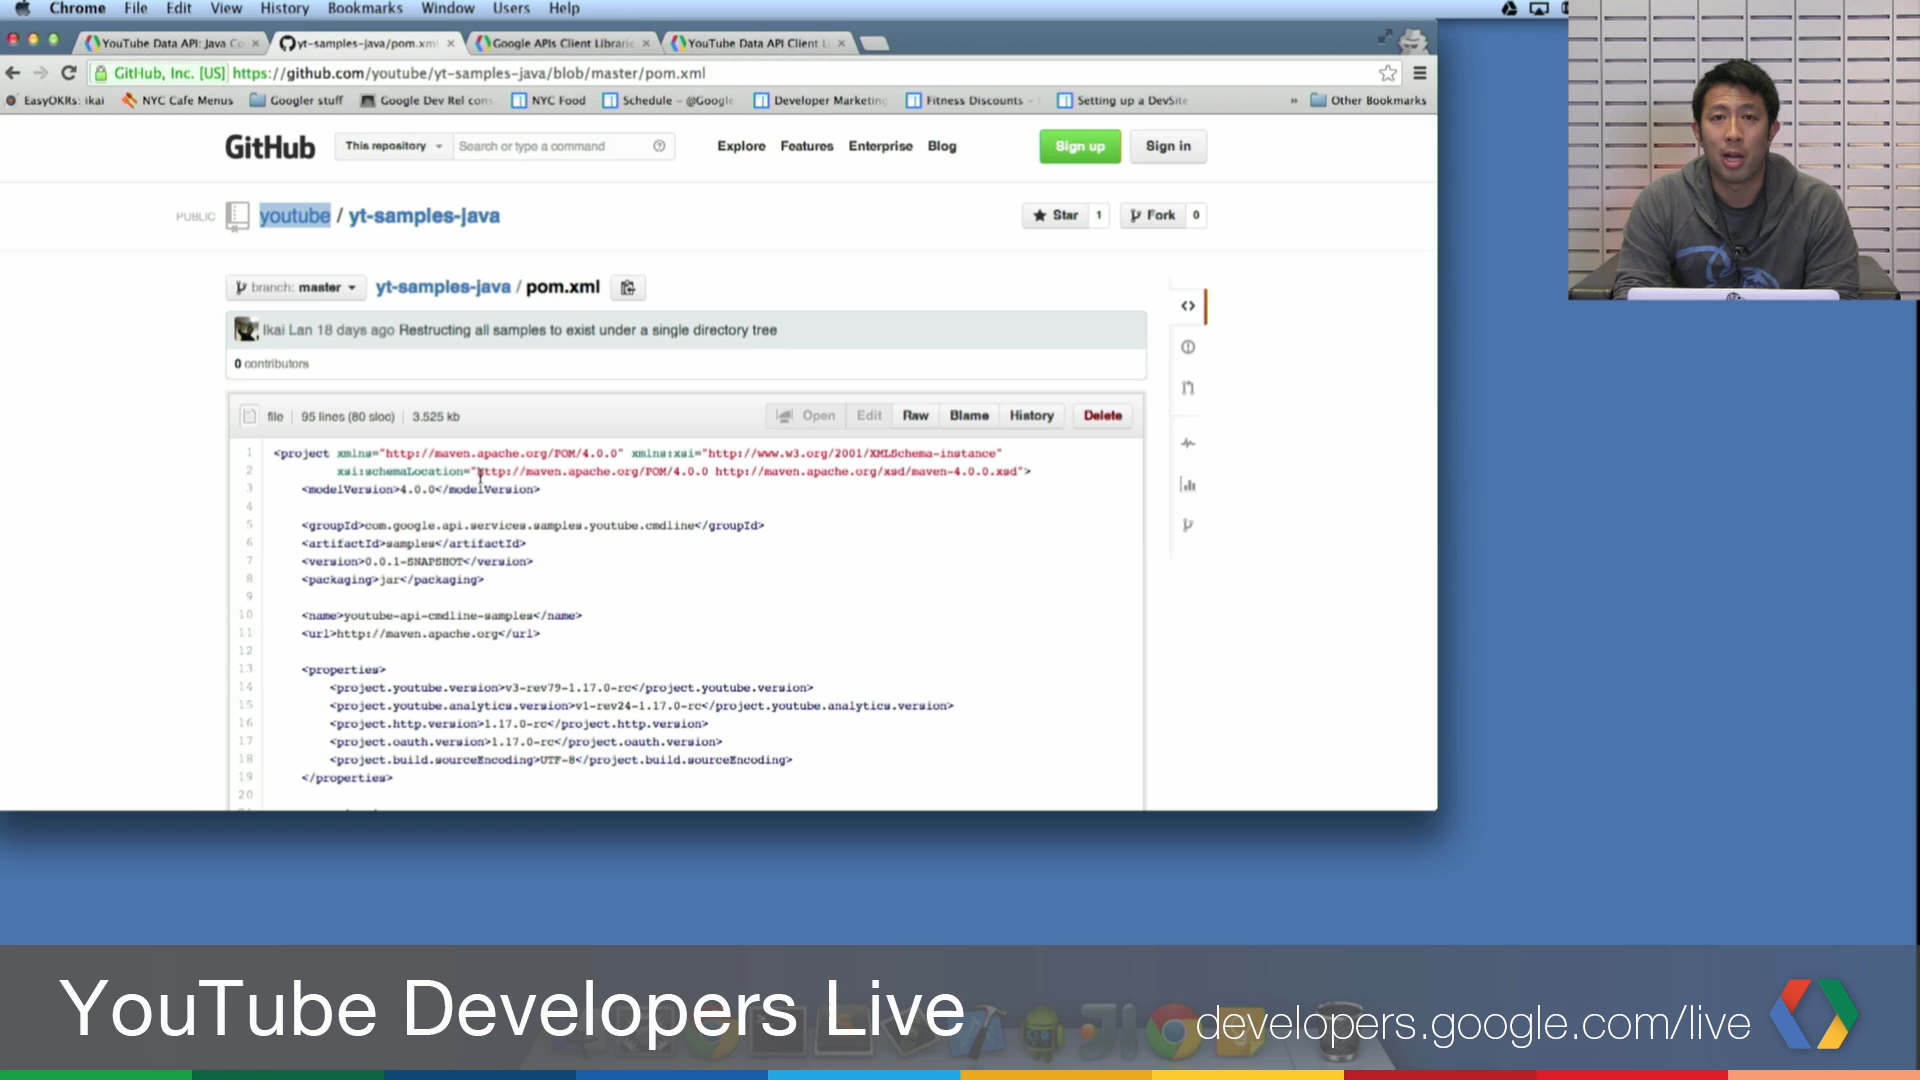 Chrome File Edit View History Bookmarks Window Users Help
YouTube Data API: Java Co yt-samples-java/pom.xml Google APIs Client Librarie YouTube Data API Client Li
GitHub, Inc. [US] https://github.com/youtube/yt-samples-java/blob/master/pom.xml
EasyOKRs: ikai NYC Cafe Menus Googler stuff Google Dev Rel cons NYC Food Schedule - @Google Developer Marketing Fitness Discounts - Setting up a DevSite » Other Bookmarks
GitHub This repository Search or type a command Explore Features Enterprise Blog Sign up Sign in
PUBLIC youtube / yt-samples-java Star 1 Fork 0
branch: master yt-samples-java / pom.xml
Ikai Lan 18 days ago Restructing all samples to exist under a single directory tree
0 contributors
file 95 lines (80 sloc) 3.525 kb Open Edit Raw Blame History Delete
1 <project xmlns="http://maven.apache.org/POM/4.0.0" xmlns:xsi="http://www.w3.org/2001/XMLSchema-instance"
2 xsi:schemaLocation="http://maven.apache.org/POM/4.0.0 http://maven.apache.org/xsd/maven-4.0.0.xsd">
3 <modelVersion>4.0.0</modelVersion>
4
5 <groupId>com.google.api.services.samples.youtube.cmdline</groupId>
6 <artifactId>samples</artifactId>
7 <version>0.0.1-SNAPSHOT</version>
8 <packaging>jar</packaging>
9
10 <name>youtube-api-cmdline-samples</name>
11 <url>http://maven.apache.org</url>
12
13 <properties>
14 <project.youtube.version>v3-rev79-1.17.0-rc</project.youtube.version>
15 <project.youtube.analytics.version>v1-rev24-1.17.0-rc</project.youtube.analytics.version>
16 <project.http.version>1.17.0-rc</project.http.version>
17 <project.oauth.version>1.17.0-rc</project.oauth.version>
18 <project.build.sourceEncoding>UTF-8</project.build.sourceEncoding>
19 </properties>
20
YouTube Developers Live
developers.google.com/live